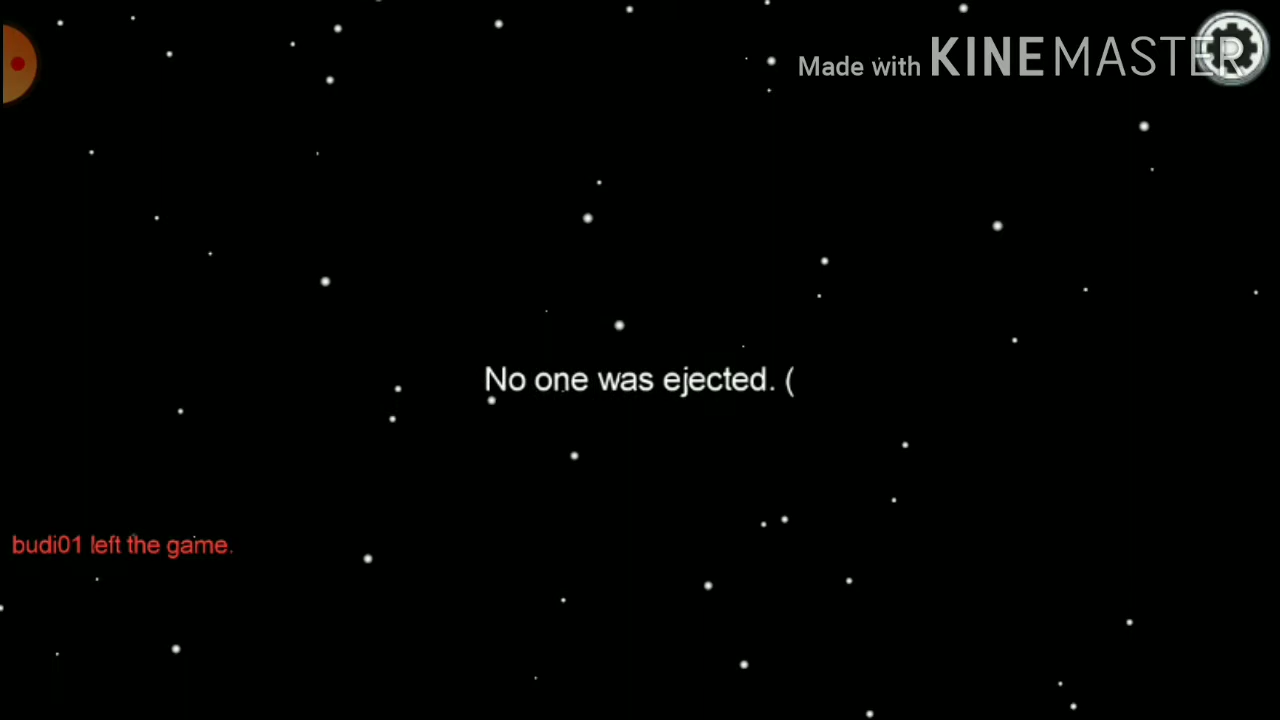 Made with KINEMASTER
No one was ejected. (
budi01 left the game.